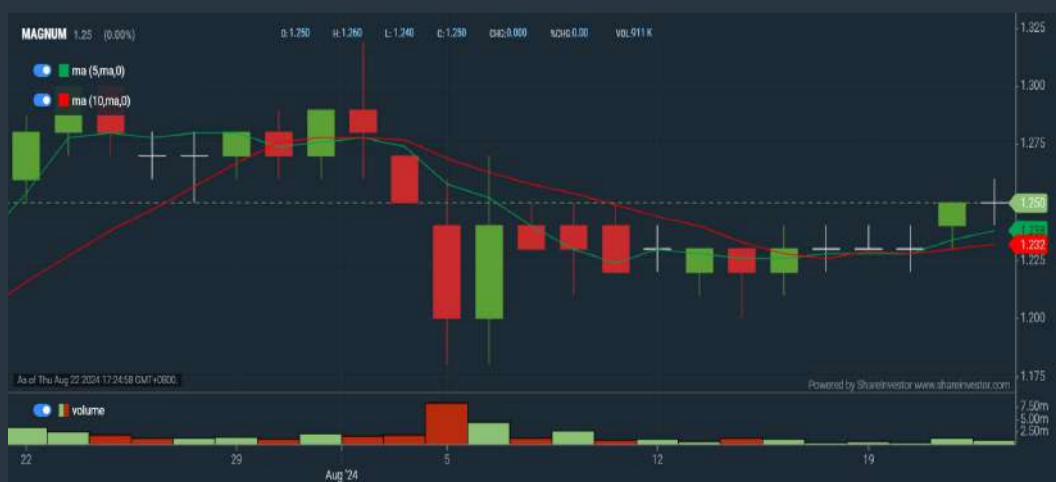 MAGNUM 1.25 (0.00%) O: 1.250 H: 1.260 L: 1.240 C: 1.250 CHG: 0.000 %CHG: 0.00 VOL: 911 K
ma (5,ma,0)
ma (10,ma,0)
1.325
1.300
1.275
1.250
1.232
1.225
1.200
1.175
As of Thu Aug 22 2024 17:24:58 GMT+0800.
Powered by ShareInvestor www.shareinvestor.com
volume
7.50m
5.00m
2.50m
22 29 5 12 19
Aug '24